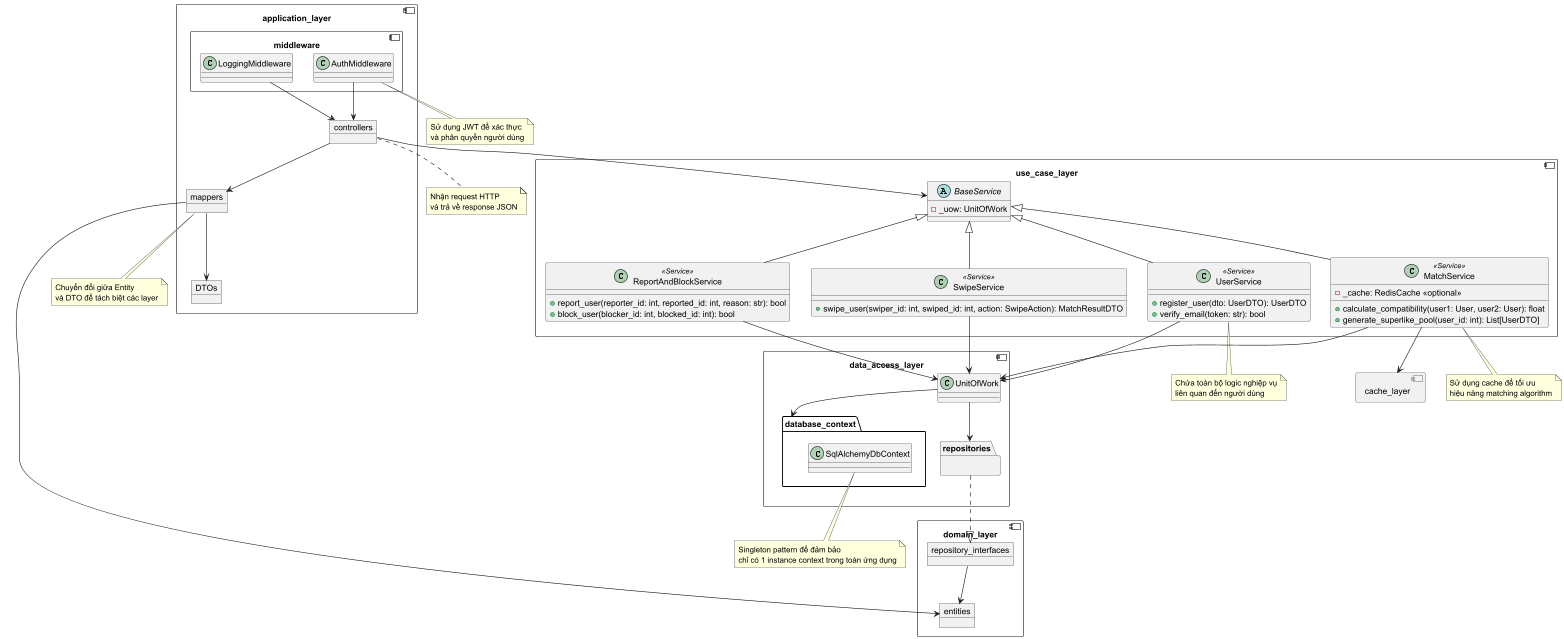 application_layer
middleware
C LoggingMiddleware
C AuthMiddleware
controllers
Sử dụng JWT để xác thực
và phân quyền người dùng
Nhận request HTTP
và trả về response JSON
mappers
DTOs
Chuyển đổi giữa Entity
và DTO để tách biệt các layer
use_case_layer
A BaseService
_uow: UnitOfWork
C «Service»
ReportAndBlockService
report_user(reporter_id: int, reported_id: int, reason: str): bool
block_user(blocker_id: int, blocked_id: int): bool
C «Service»
SwipeService
swipe_user(swiper_id: int, swiped_id: int, action: SwipeAction): MatchResultDTO
C «Service»
UserService
register_user(dto: UserDTO): UserDTO
verify_email(token: str): bool
C «Service»
MatchService
_cache: RedisCache «optional»
calculate_compatibility(user1: User, user2: User): float
generate_superlike_pool(user_id: int): List[UserDTO]
data_access_layer
C UnitOfWork
database_context
C SqlAlchemyDbContext
repositories
Chứa toàn bộ logic nghiệp vụ
liên quan đến người dùng
cache_layer
Sử dụng cache để tối ưu
hiệu năng matching algorithm
Singleton pattern để đảm bảo
chỉ có 1 instance context trong toàn ứng dụng
domain_layer
repository_interfaces
entities